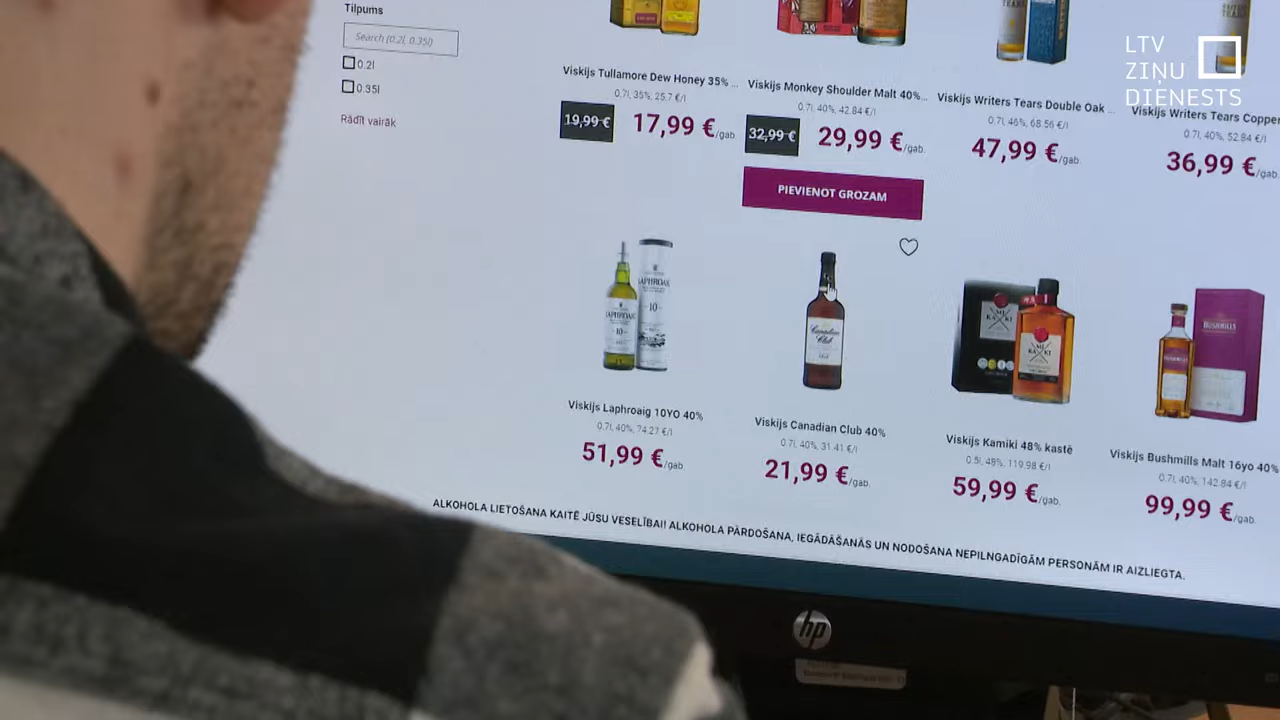 Tilpums
Search (0.2l, 0.35l)
0.2l
0.35l
Rādīt vairāk
LTV
ZIŅU
DIENESTS
Viskijs Tullamore Dew Honey 35% ...
0.7l, 35%, 25.7 €/l
19,99 € 17,99 €/gab.
Viskijs Monkey Shoulder Malt 40%...
0.7l, 40%, 42.84 €/l
32,99 € 29,99 €/gab.
PIEVIENOT GROZAM
Viskijs Writers Tears Double Oak ...
0.7l, 46%, 68.56 €/l
47,99 €/gab.
Viskijs Writers Tears Copper
0.7l, 40%, 52.84 €/l
36,99 €/gab.
LAPHROAIG
10
Viskijs Laphroaig 10YO 40%
0.7l, 40%, 74.27 €/l
51,99 €/gab.
Canadian
Club
Viskijs Canadian Club 40%
0.7l, 40%, 31.41 €/l
21,99 €/gab.
Viskijs Kamiki 48% kastē
0.5l, 48%, 119.98 €/l
59,99 €/gab.
BUSHMILLS
Viskijs Bushmills Malt 16yo 40%
0.7l, 40%, 142.84 €/l
99,99 €/gab.
ALKOHOLA LIETOŠANA KAITĒ JŪSU VESELĪBAI! ALKOHOLA PĀRDOŠANA, IEGĀDĀŠANĀS UN NODOŠANA NEPILNGADĪGĀM PERSONĀM IR AIZLIEGTA.
hp